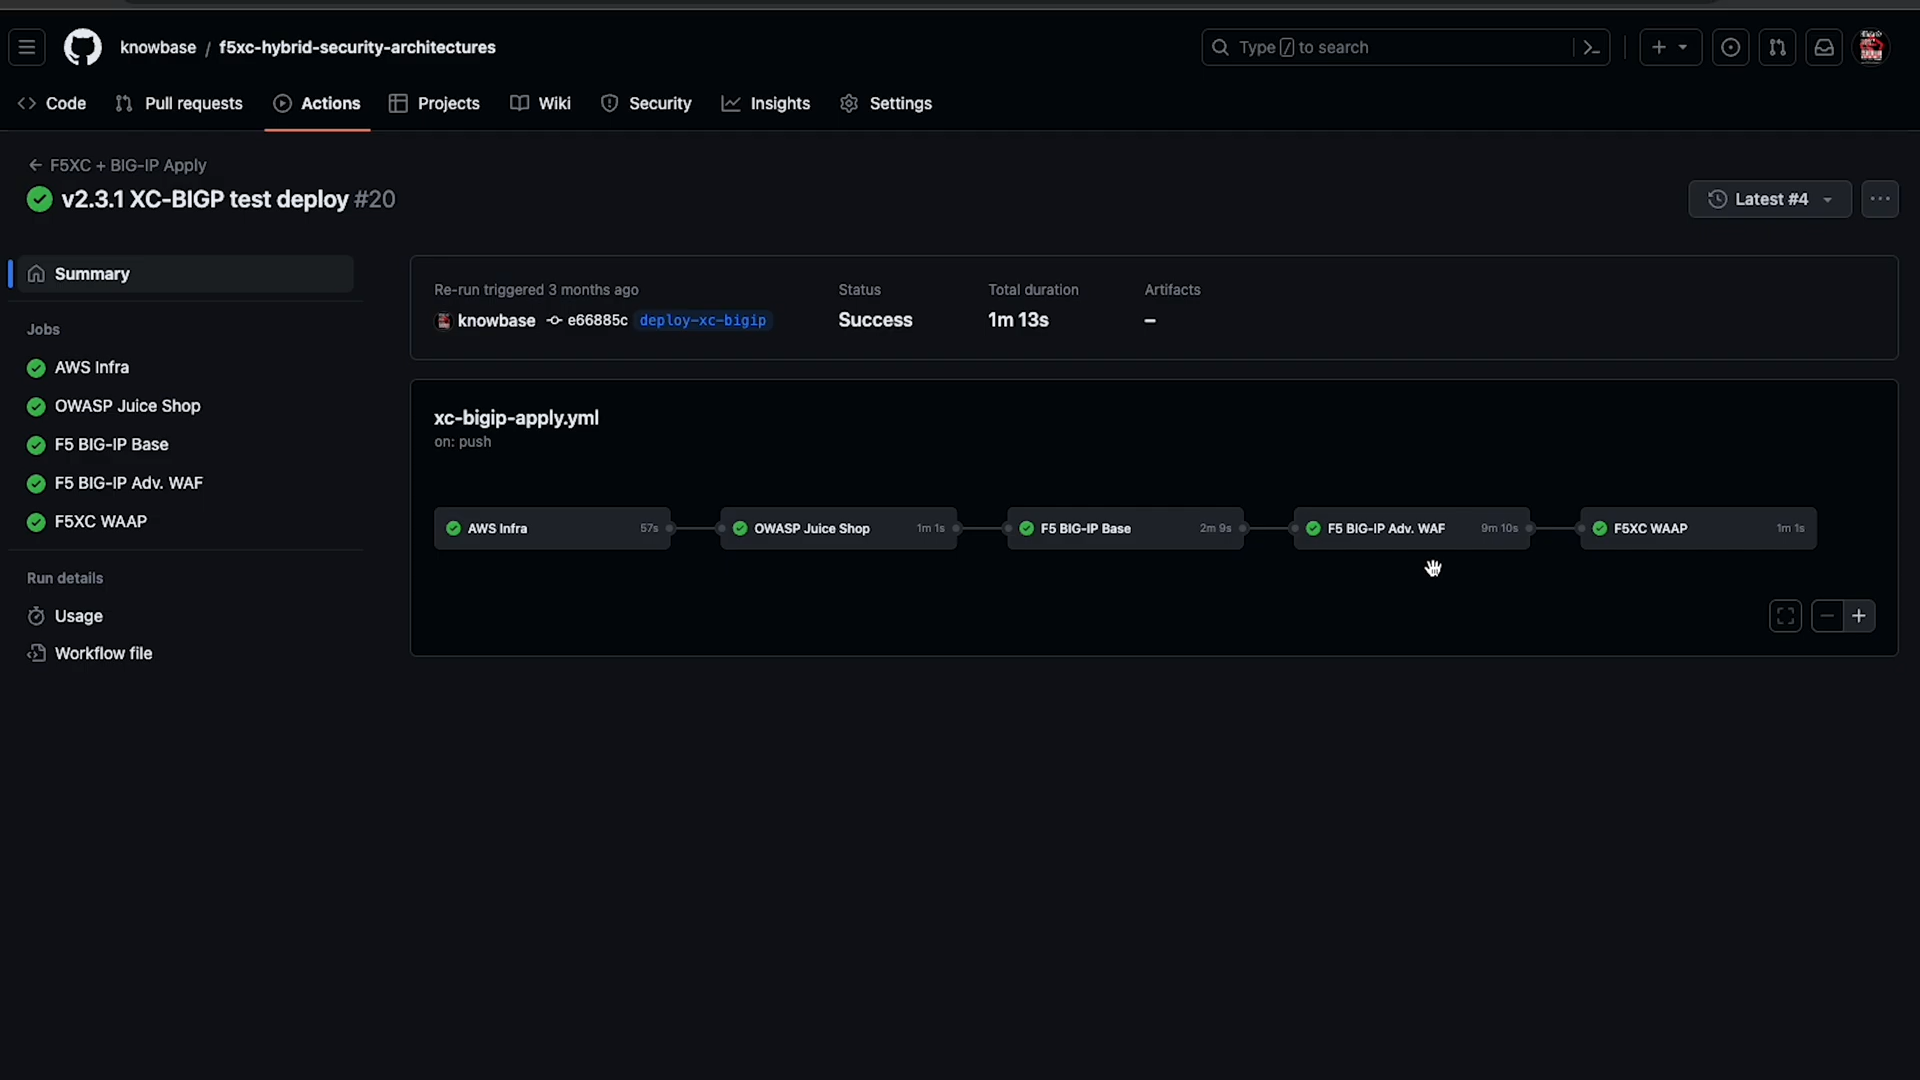 knowbase / f5xc-hybrid-security-architectures
Type / to search
Code Pull requests Actions Projects Wiki Security Insights Settings
F5XC + BIG-IP Apply
v2.3.1 XC-BIGP test deploy #20
Latest #4
Summary
Jobs
AWS Infra
OWASP Juice Shop
F5 BIG-IP Base
F5 BIG-IP Adv. WAF
F5XC WAAP
Run details
Usage
Workflow file
Re-run triggered 3 months ago
knowbase e66885c deploy-xc-bigip
Status
Success
Total duration
1m 13s
Artifacts
–
xc-bigip-apply.yml
on: push
AWS Infra 57s
OWASP Juice Shop 1m 1s
F5 BIG-IP Base 2m 9s
F5 BIG-IP Adv. WAF 9m 10s
F5XC WAAP 1m 1s